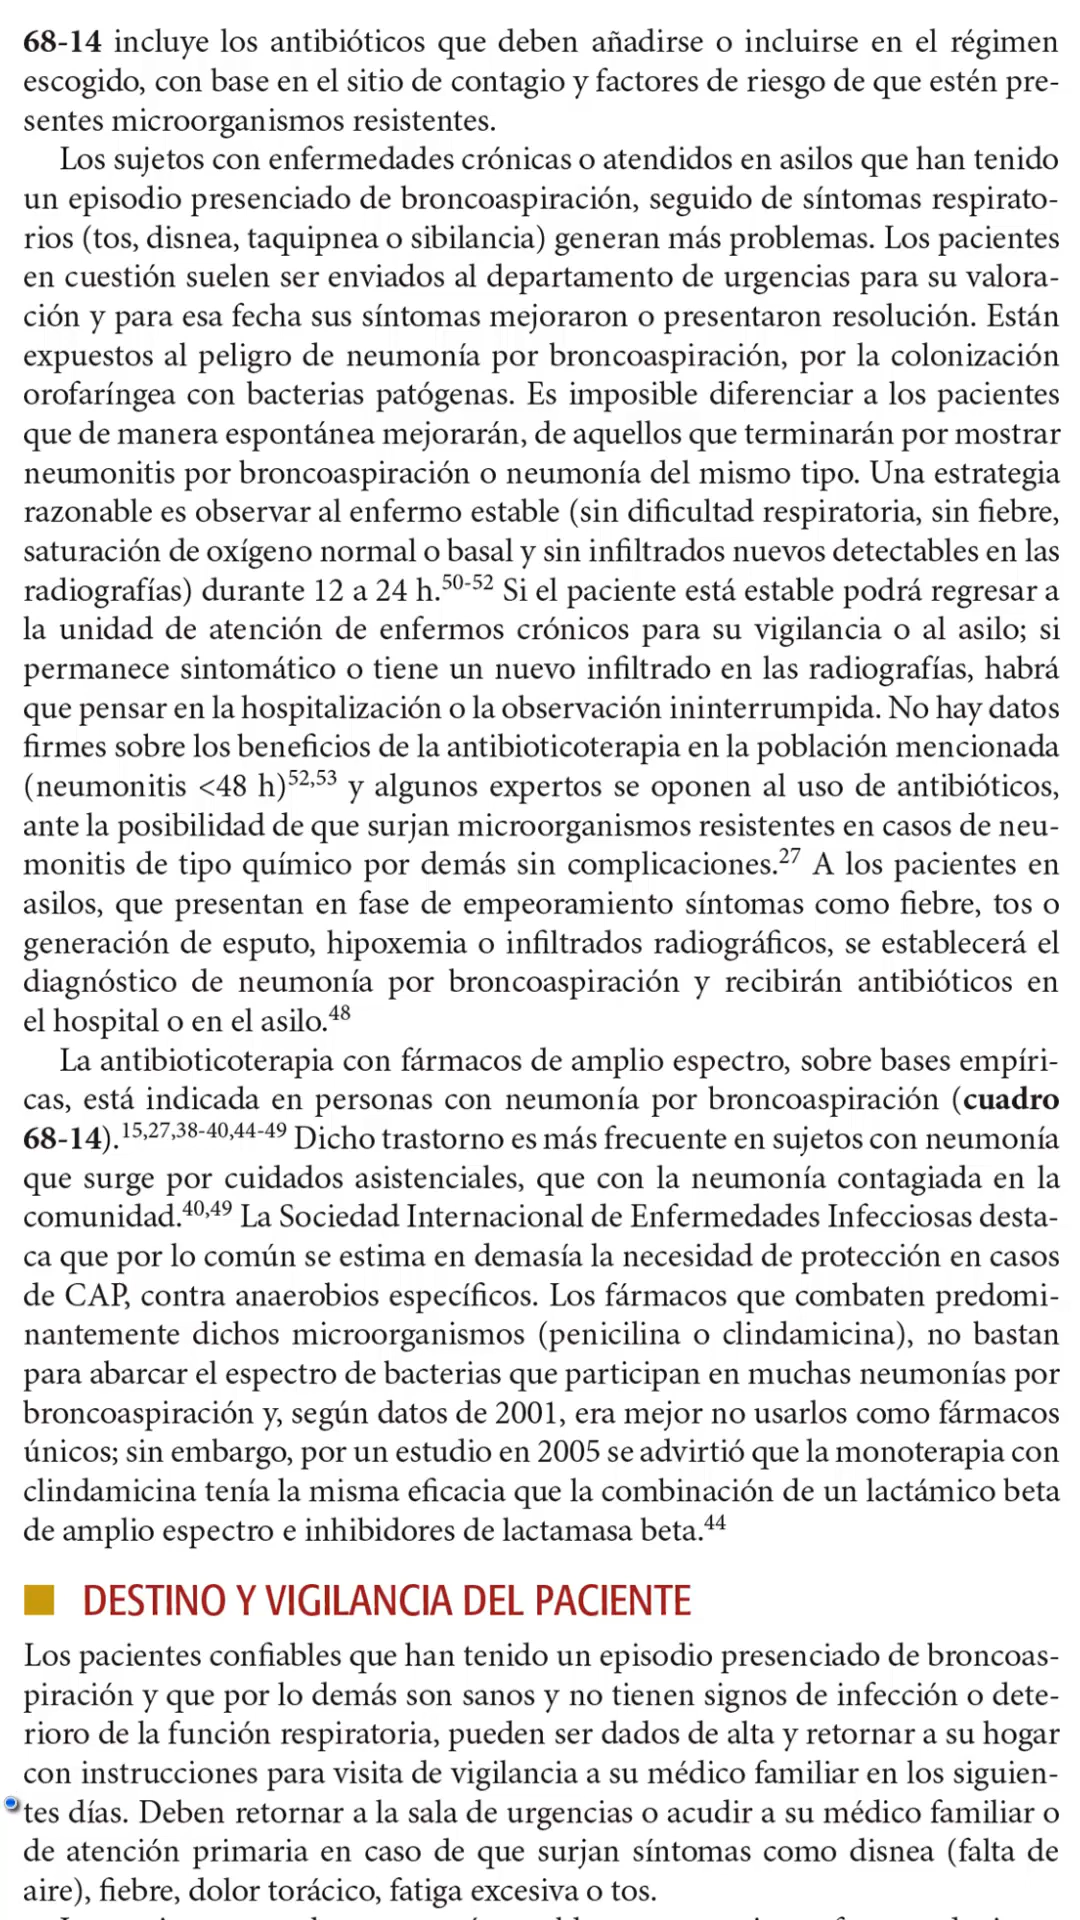 68-14 incluye los antibióticos que deben añadirse o incluirse en el régimen
escogido, con base en el sitio de contagio y factores de riesgo de que estén pre-
sentes microorganismos resistentes.
Los sujetos con enfermedades crónicas o atendidos en asilos que han tenido
un episodio presenciado de broncoaspiración, seguido de síntomas respirato-
rios (tos, disnea, taquipnea o sibilancia) generan más problemas. Los pacientes
en cuestión suelen ser enviados al departamento de urgencias para su valora-
ción y para esa fecha sus síntomas mejoraron o presentaron resolución. Están
expuestos al peligro de neumonía por broncoaspiración, por la colonización
orofaríngea con bacterias patógenas. Es imposible diferenciar a los pacientes
que de manera espontánea mejorarán, de aquellos que terminarán por mostrar
neumonitis por broncoaspiración o neumonía del mismo tipo. Una estrategia
razonable es observar al enfermo estable (sin dificultad respiratoria, sin fiebre,
saturación de oxígeno normal o basal y sin infiltrados nuevos detectables en las
radiografías) durante 12 a 24 h.50-52 Si el paciente está estable podrá regresar a
la unidad de atención de enfermos crónicos para su vigilancia o al asilo; si
permanece sintomático o tiene un nuevo infiltrado en las radiografías, habrá
que pensar en la hospitalización o la observación ininterrumpida. No hay datos
firmes sobre los beneficios de la antibioticoterapia en la población mencionada
(neumonitis <48 h)52,53 y algunos expertos se oponen al uso de antibióticos,
ante la posibilidad de que surjan microorganismos resistentes en casos de neu-
monitis de tipo químico por demás sin complicaciones.27 A los pacientes en
asilos, que presentan en fase de empeoramiento síntomas como fiebre, tos o
generación de esputo, hipoxemia o infiltrados radiográficos, se establecerá el
diagnóstico de neumonía por broncoaspiración y recibirán antibióticos en
el hospital o en el asilo.48
La antibioticoterapia con fármacos de amplio espectro, sobre bases empíri-
cas, está indicada en personas con neumonía por broncoaspiración (cuadro
68-14).15,27,38-40,44-49 Dicho trastorno es más frecuente en sujetos con neumonía
que surge por cuidados asistenciales, que con la neumonía contagiada en la
comunidad.40,49 La Sociedad Internacional de Enfermedades Infecciosas desta-
ca que por lo común se estima en demasía la necesidad de protección en casos
de CAP, contra anaerobios específicos. Los fármacos que combaten predomi-
nantemente dichos microorganismos (penicilina o clindamicina), no bastan
para abarcar el espectro de bacterias que participan en muchas neumonías por
broncoaspiración y, según datos de 2001, era mejor no usarlos como fármacos
únicos; sin embargo, por un estudio en 2005 se advirtió que la monoterapia con
clindamicina tenía la misma eficacia que la combinación de un lactámico beta
de amplio espectro e inhibidores de lactamasa beta.44
DESTINO Y VIGILANCIA DEL PACIENTE
Los pacientes confiables que han tenido un episodio presenciado de broncoas-
piración y que por lo demás son sanos y no tienen signos de infección o dete-
rioro de la función respiratoria, pueden ser dados de alta y retornar a su hogar
con instrucciones para visita de vigilancia a su médico familiar en los siguien-
tes días. Deben retornar a la sala de urgencias o acudir a su médico familiar o
de atención primaria en caso de que surjan síntomas como disnea (falta de
aire), fiebre, dolor torácico, fatiga excesiva o tos.